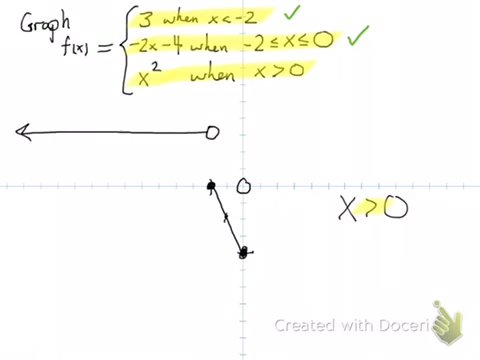 Graph
f(x) = { 3 when x < -2 ✓
-2x-4 when -2 ≤ x ≤ 0 ✓
x² when x > 0
0
x > 0
Created with Doceri